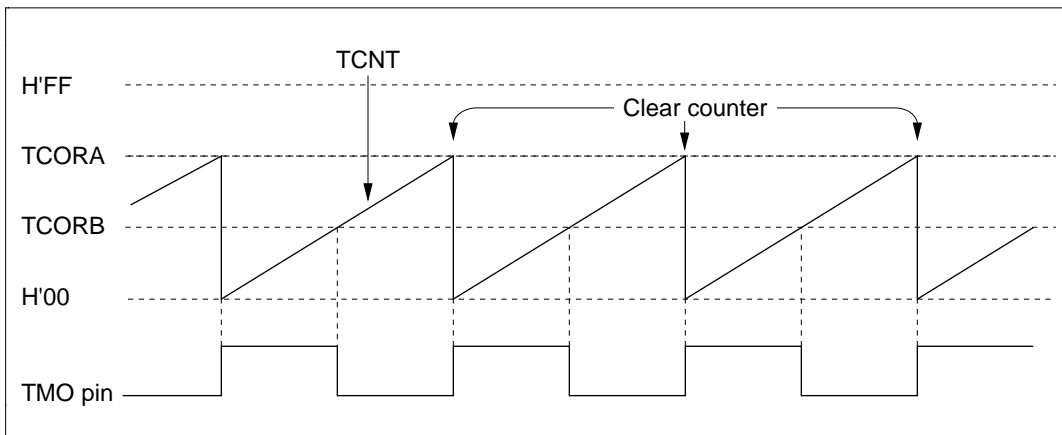 TCNT
H'FF
Clear counter
TCORA
TCORB
H'00
TMO pin